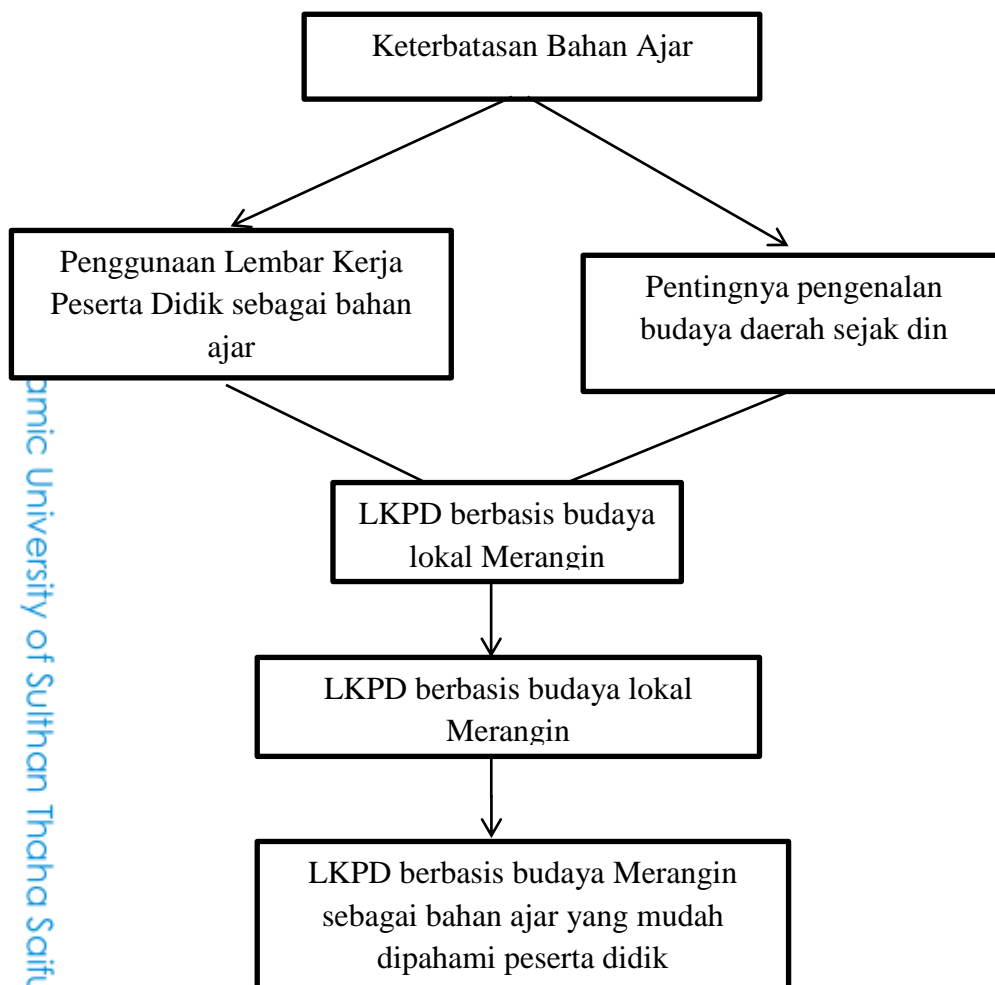 Keterbatasan Bahan Ajar
Penggunaan Lembar Kerja
Peserta Didik sebagai bahan
ajar
Pentingnya pengenalan
budaya daerah sejak din
LKPD berbasis budaya
lokal Merangin
LKPD berbasis budaya lokal
Merangin
LKPD berbasis budaya Merangin
sebagai bahan ajar yang mudah
dipahami peserta didik
University of Sulthan Thaha